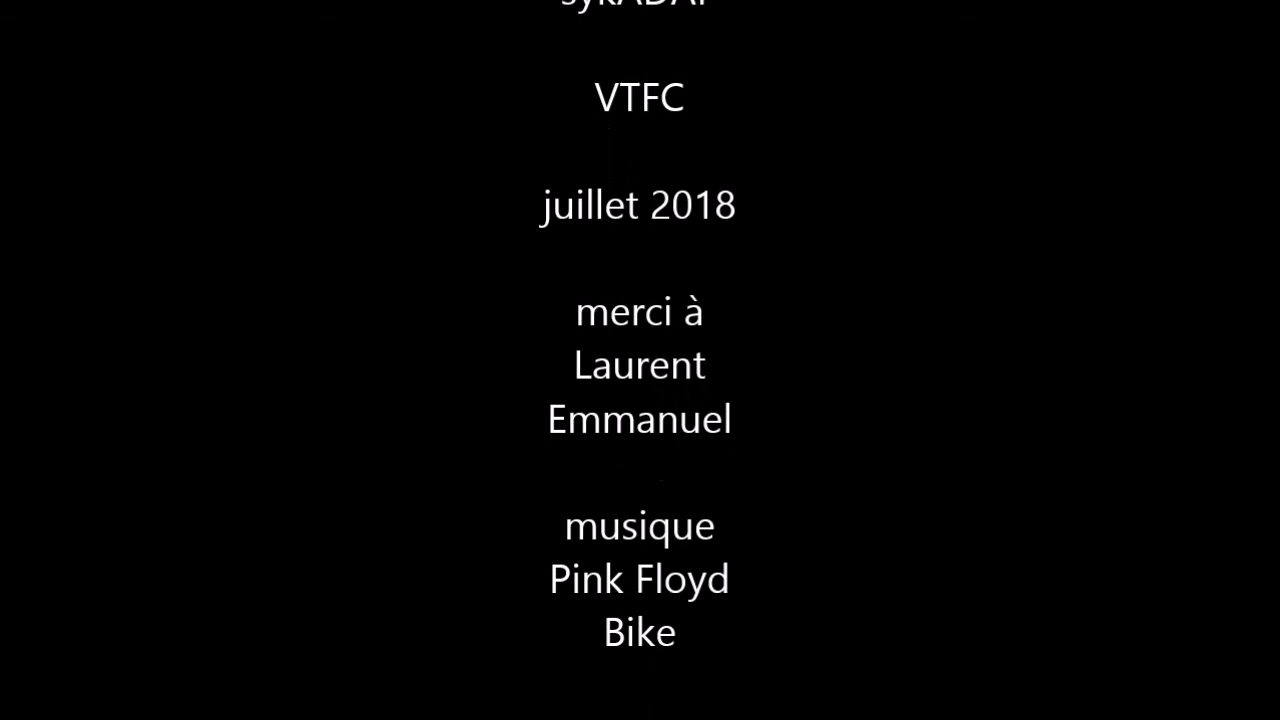 VTFC
juillet 2018
merci à
Laurent
Emmanuel
musique
Pink Floyd
Bike